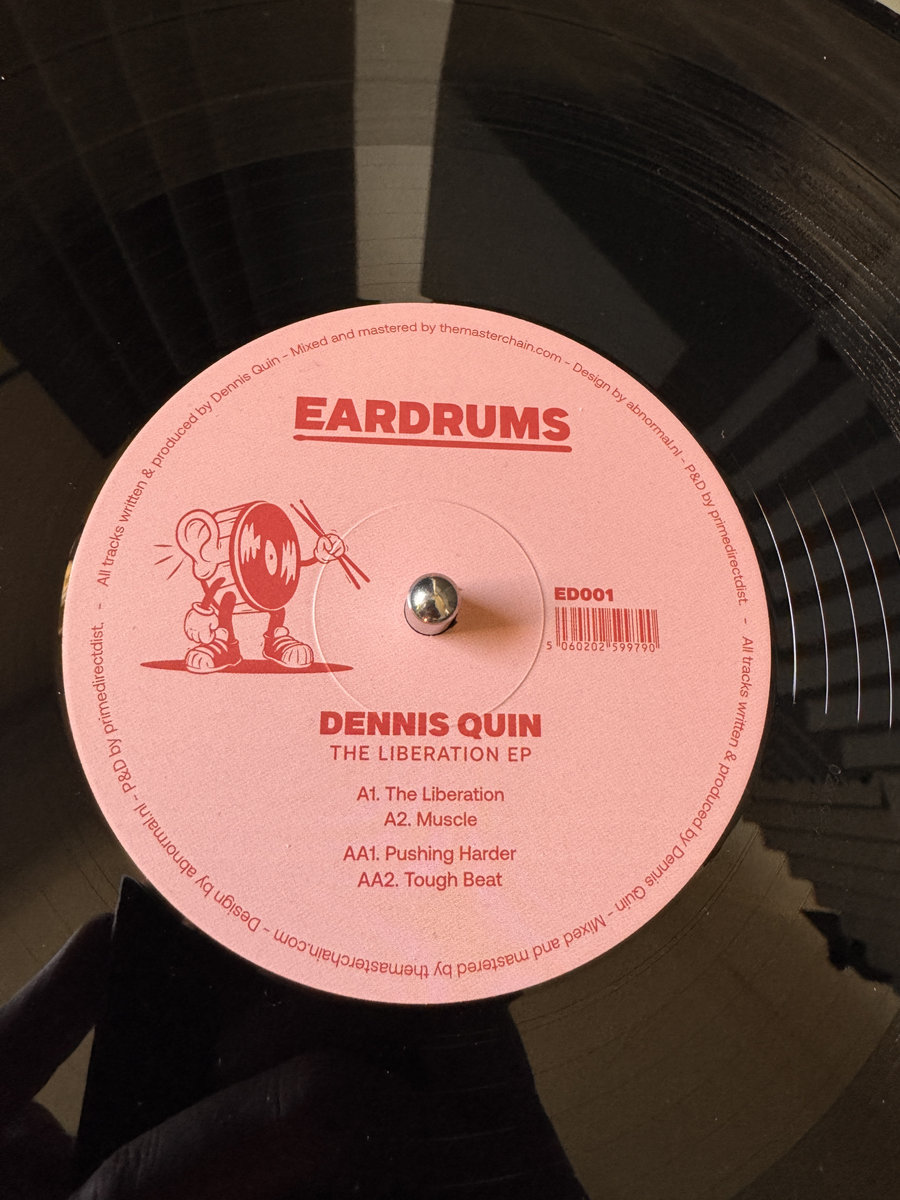 All tracks written & produced by Dennis Quin - Mixed and mastered by themasterchain.com - Design by abnormal.nl - P&D by primedirectdist. -
All tracks written & produced by Dennis Quin - Mixed and mastered by themasterchain.com - Design by abnormal.nl - P&D by primedirectdist. -
EARDRUMS
ED001
5 060202 599790
DENNIS QUIN
THE LIBERATION EP
A1. The Liberation
A2. Muscle
AA1. Pushing Harder
AA2. Tough Beat